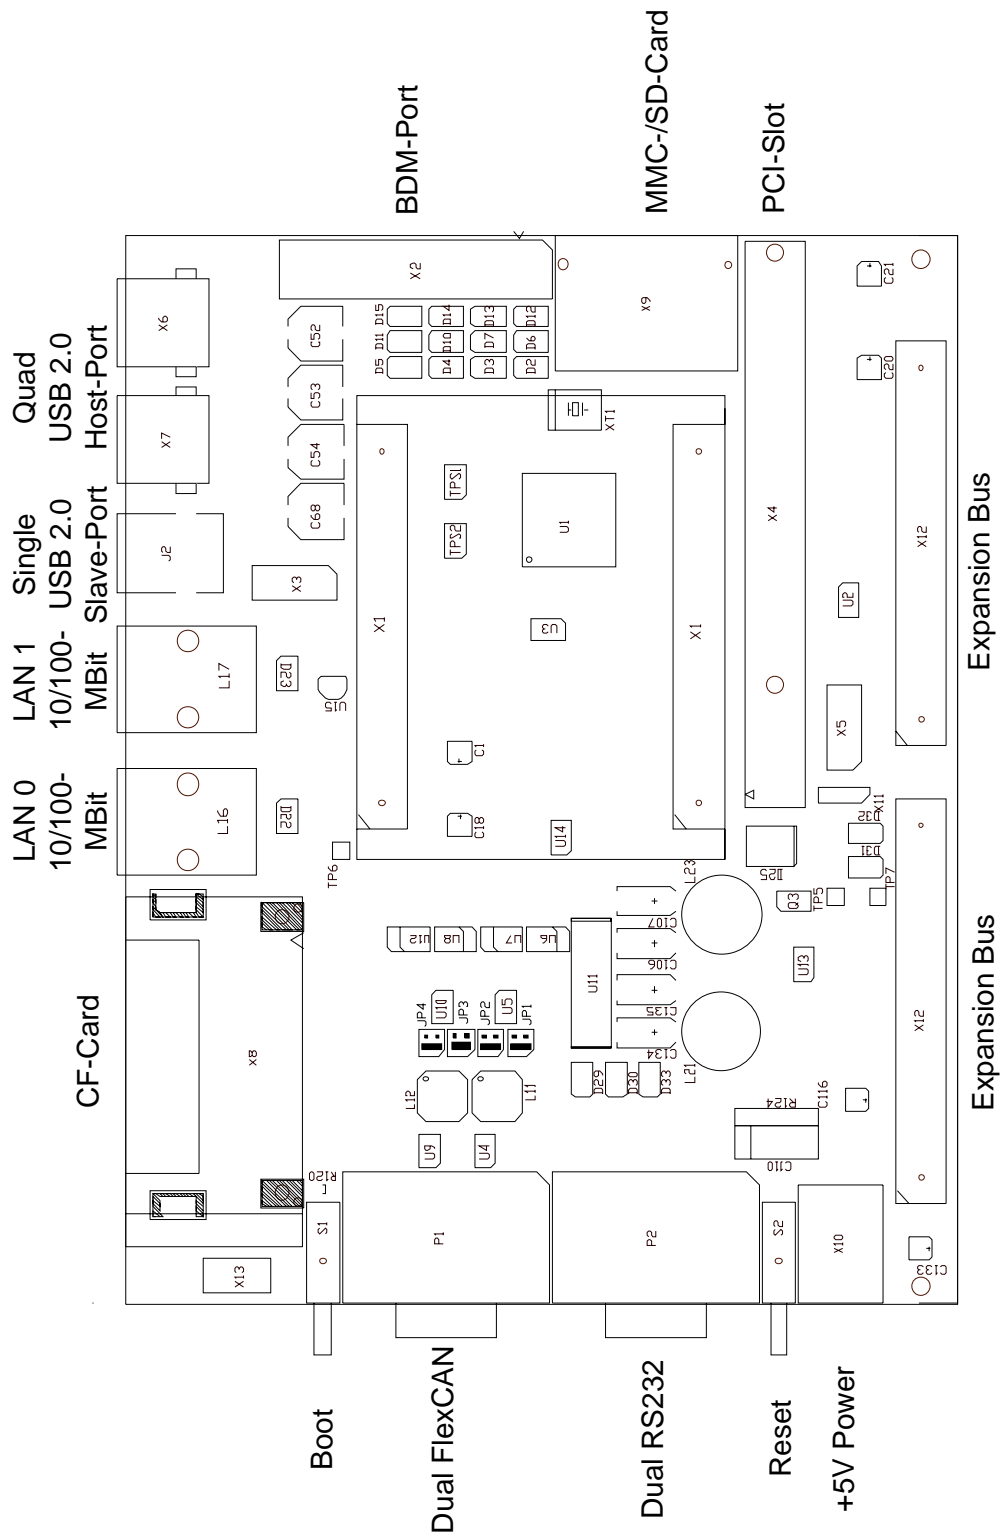 Quad
USB 2.0
Host-Port
Single
USB 2.0
Slave-Port
LAN 1
10/100-
MBit
LAN 0
10/100-
MBit
CF-Card
BDM-Port
MMC-/SD-Card
PCI-Slot
Expansion Bus
Expansion Bus
Boot
Dual FlexCAN
Dual RS232
Reset
+5V Power
X6
X7
J2
L17
L16
X8
X13
X2
C52
C53
C54
C68
X3
D23
U15
D22
TP6
D15
D14
D13
D12
D11
D10
D7
D6
D5
D4
D3
D2
X9
XT1
X1
TPS1
TPS2
U1
U3
X1
C1
C18
U14
X4
C21
C20
X12
U2
X5
X11
D32
D31
D25
L23
Q3
TP5
TP7
U12
U8
U7
U6
U11
C107
C106
C135
C134
U13
JP4
U10
JP3
JP2
U5
JP1
L12
L11
D29
D30
D33
L21
U9
U4
R120
S1
P1
P2
S2
X10
C110
R124
C116
X12
C133